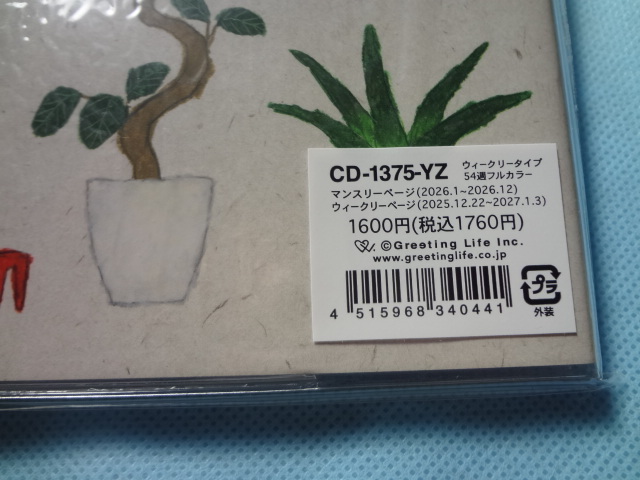 CD-1375-YZ ウィークリータイプ
54週フルカラー
マンスリーページ(2026.1~2026.12)
ウィークリーページ(2025.12.22~2027.1.3)
1600円(税込1760円)
©Greeting Life Inc.
www.greetinglife.co.jp
4 515968 340441
プラ
外装